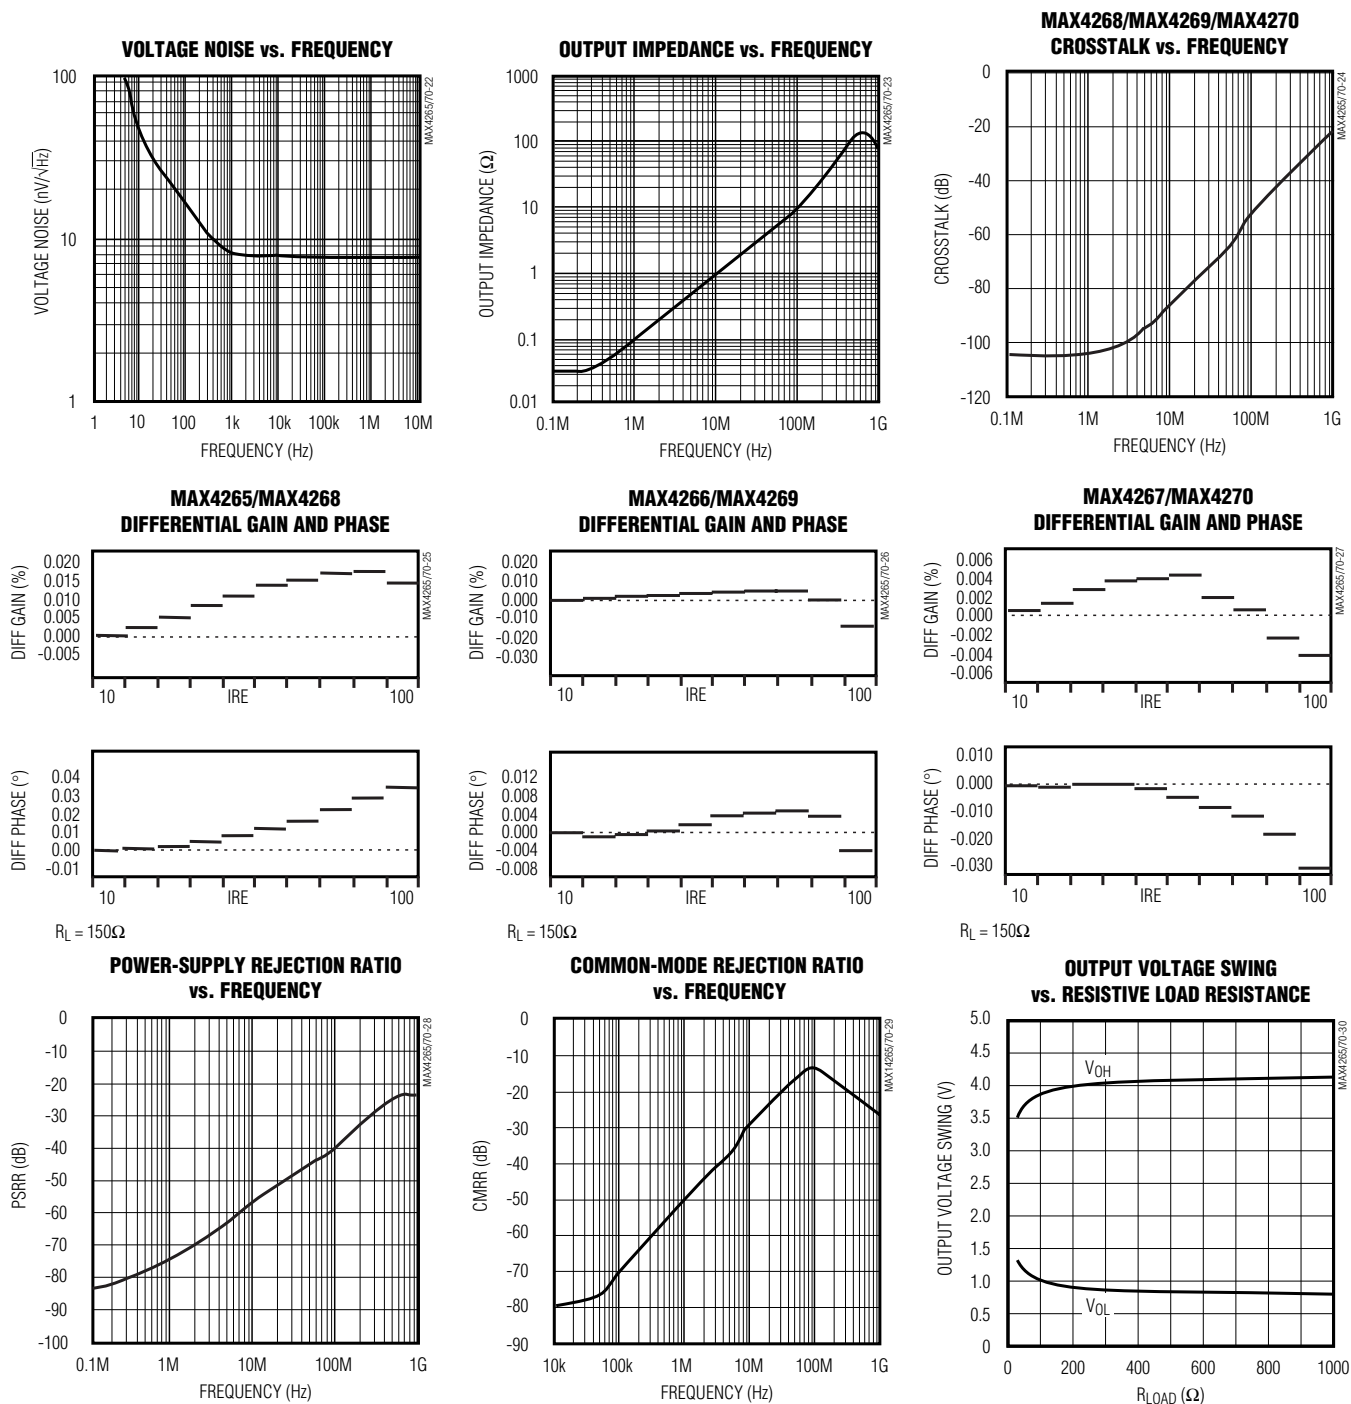 VOLTAGE NOISE vs. FREQUENCY
100
10
1
VOLTAGE NOISE (nV/√Hz)
1 10 100 1k 10k 100k 1M 10M
FREQUENCY (Hz)
MAX4265/70-22
OUTPUT IMPEDANCE vs. FREQUENCY
1000
100
10
1
0.1
0.01
OUTPUT IMPEDANCE (Ω)
0.1M 1M 10M 100M 1G
FREQUENCY (Hz)
MAX4265/70-23
MAX4268/MAX4269/MAX4270
CROSSTALK vs. FREQUENCY
0
-20
-40
-60
-80
-100
-120
CROSSTALK (dB)
0.1M 1M 10M 100M 1G
FREQUENCY (Hz)
MAX4265/70-24
MAX4265/MAX4268
DIFFERENTIAL GAIN AND PHASE
0.020
0.015
0.010
0.005
0.000
-0.005
DIFF GAIN (%)
10 IRE 100
MAX4265/70-25
0.04
0.03
0.02
0.01
0.00
-0.01
DIFF PHASE (°)
10 IRE 100
RL = 150Ω
MAX4266/MAX4269
DIFFERENTIAL GAIN AND PHASE
0.020
0.010
0.000
-0.010
-0.020
-0.030
DIFF GAIN (%)
10 IRE 100
MAX4265/70-26
0.012
0.008
0.004
0.000
-0.004
-0.008
DIFF PHASE (°)
10 IRE 100
RL = 150Ω
MAX4267/MAX4270
DIFFERENTIAL GAIN AND PHASE
0.006
0.004
0.002
0.000
-0.002
-0.004
-0.006
DIFF GAIN (%)
10 IRE 100
MAX4265/70-27
0.010
0.000
-0.010
-0.020
-0.030
DIFF PHASE (°)
10 IRE 100
RL = 150Ω
POWER-SUPPLY REJECTION RATIO
vs. FREQUENCY
0
-10
-20
-30
-40
-50
-60
-70
-80
-90
-100
PSRR (dB)
0.1M 1M 10M 100M 1G
FREQUENCY (Hz)
MAX4265/70-28
COMMON-MODE REJECTION RATIO
vs. FREQUENCY
0
-10
-20
-30
-40
-50
-60
-70
-80
-90
CMRR (dB)
10k 100k 1M 10M 100M 1G
FREQUENCY (Hz)
MAX14265/70-29
OUTPUT VOLTAGE SWING
vs. RESISTIVE LOAD RESISTANCE
5.0
4.5
4.0
3.5
3.0
2.5
2.0
1.5
1.0
0.5
0
OUTPUT VOLTAGE SWING (V)
VOH
VOL
0 200 400 600 800 1000
RLOAD (Ω)
MAX4265/70-30